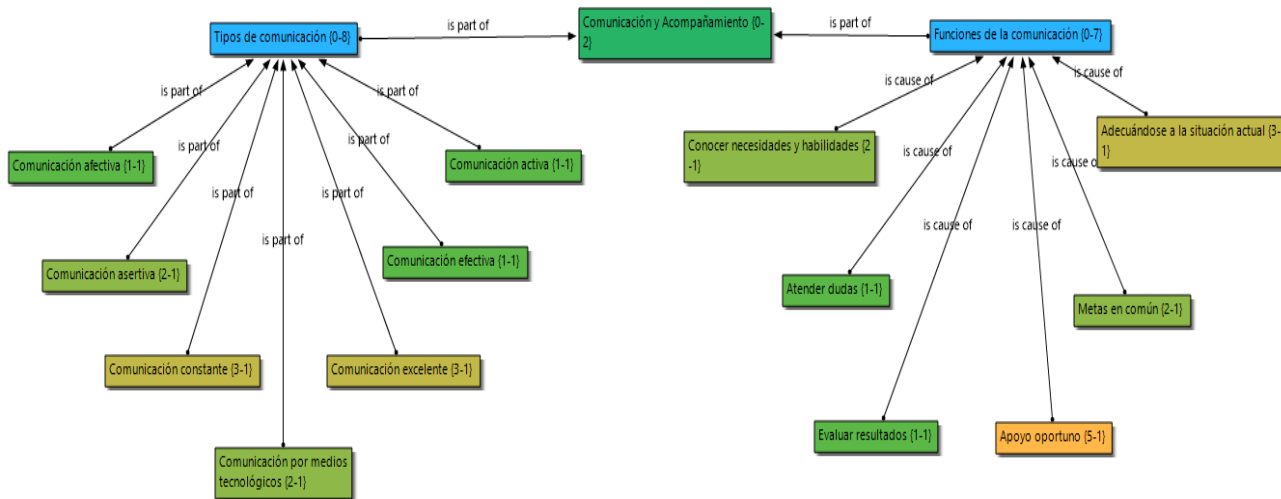 is part of
Comunicación y Acompañamiento {0-
2}
is part of
Tipos de comunicación {0-8}
Funciones de la comunicación {0-7}
is part of
is part of
is cause of
is cause of
Adecuándose a la situación actual {3-
1}
Conocer necesidades y habilidades {2
-1}
is part of
is part of
Comunicación afectiva {1-1}
Comunicación activa {1-1}
is cause of
is cause o
is part of
is part of
is part of
is cause of
is cause of
Comunicación asertiva {2-1}
Comunicación efectiva {1-1}
Atender dudas {1-1}
Metas en común {2-1}
Comunicación constante {3-1}
Comunicación excelente {3-1}
Evaluar resultados {1-1}
Apoyo oportuno {5-1}
Comunicación por medios
tecnológicos {2-1}